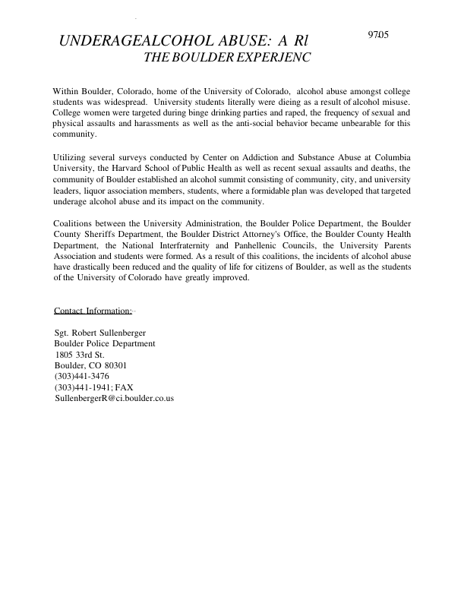 9705
UNDERAGEALCOHOL ABUSE: A Rl
THE BOULDER EXPERJENC
Within Boulder, Colorado, home of the University of Colorado, alcohol abuse amongst college
students was widespread. University students literally were dieing as a result of alcohol misuse.
College women were targeted during binge drinking parties and raped, the frequency of sexual and
physical assaults and harassments as well as the anti-social behavior became unbearable for this
community.
Utilizing several surveys conducted by Center on Addiction and Substance Abuse at Columbia
University, the Harvard School of Public Health as well as recent sexual assaults and deaths, the
community of Boulder established an alcohol summit consisting of community, city, and university
leaders, liquor association members, students, where a formidable plan was developed that targeted
underage alcohol abuse and its impact on the community.
Coalitions between the University Administration, the Boulder Police Department, the Boulder
County Sheriff's Department, the Boulder District Attorney's Office, the Boulder County Health
Department, the National Interfraternity and Panhellenic Councils, the University Parents
Association and students were formed. As a result of this coalitions, the incidents of alcohol abuse
have drastically been reduced and the quality of life for citizens of Boulder, as well as the students
of the University of Colorado have greatly improved.
Contact Information:
Sgt. Robert Sullenberger
Boulder Police Department
1805 33rd St.
Boulder, CO 80301
(303)441-3476
(303)441-1941; FAX
SullenbergerR@ci.boulder.co.us